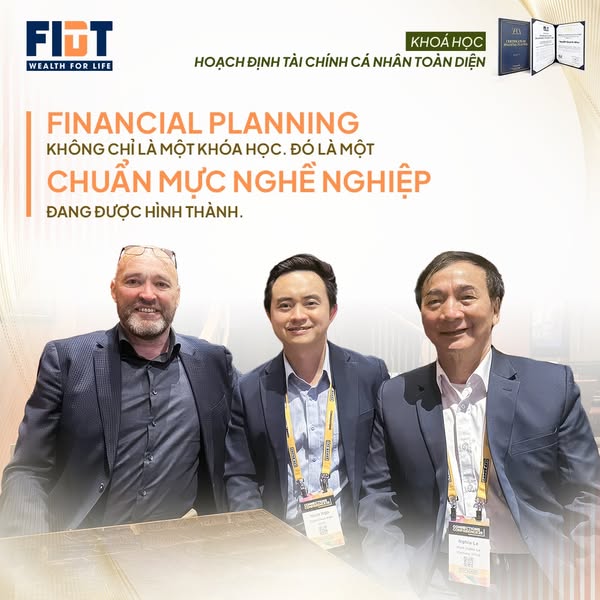 FIDT
WEALTH FOR LIFE
KHOÁ HỌC
HOẠCH ĐỊNH TÀI CHÍNH CÁ NHÂN TOÀN DIỆN
FINANCIAL PLANNING
KHÔNG CHỈ LÀ MỘT KHÓA HỌC. ĐÓ LÀ MỘT
CHUẨN MỰC NGHỀ NGHIỆP
ĐANG ĐƯỢC HÌNH THÀNH.